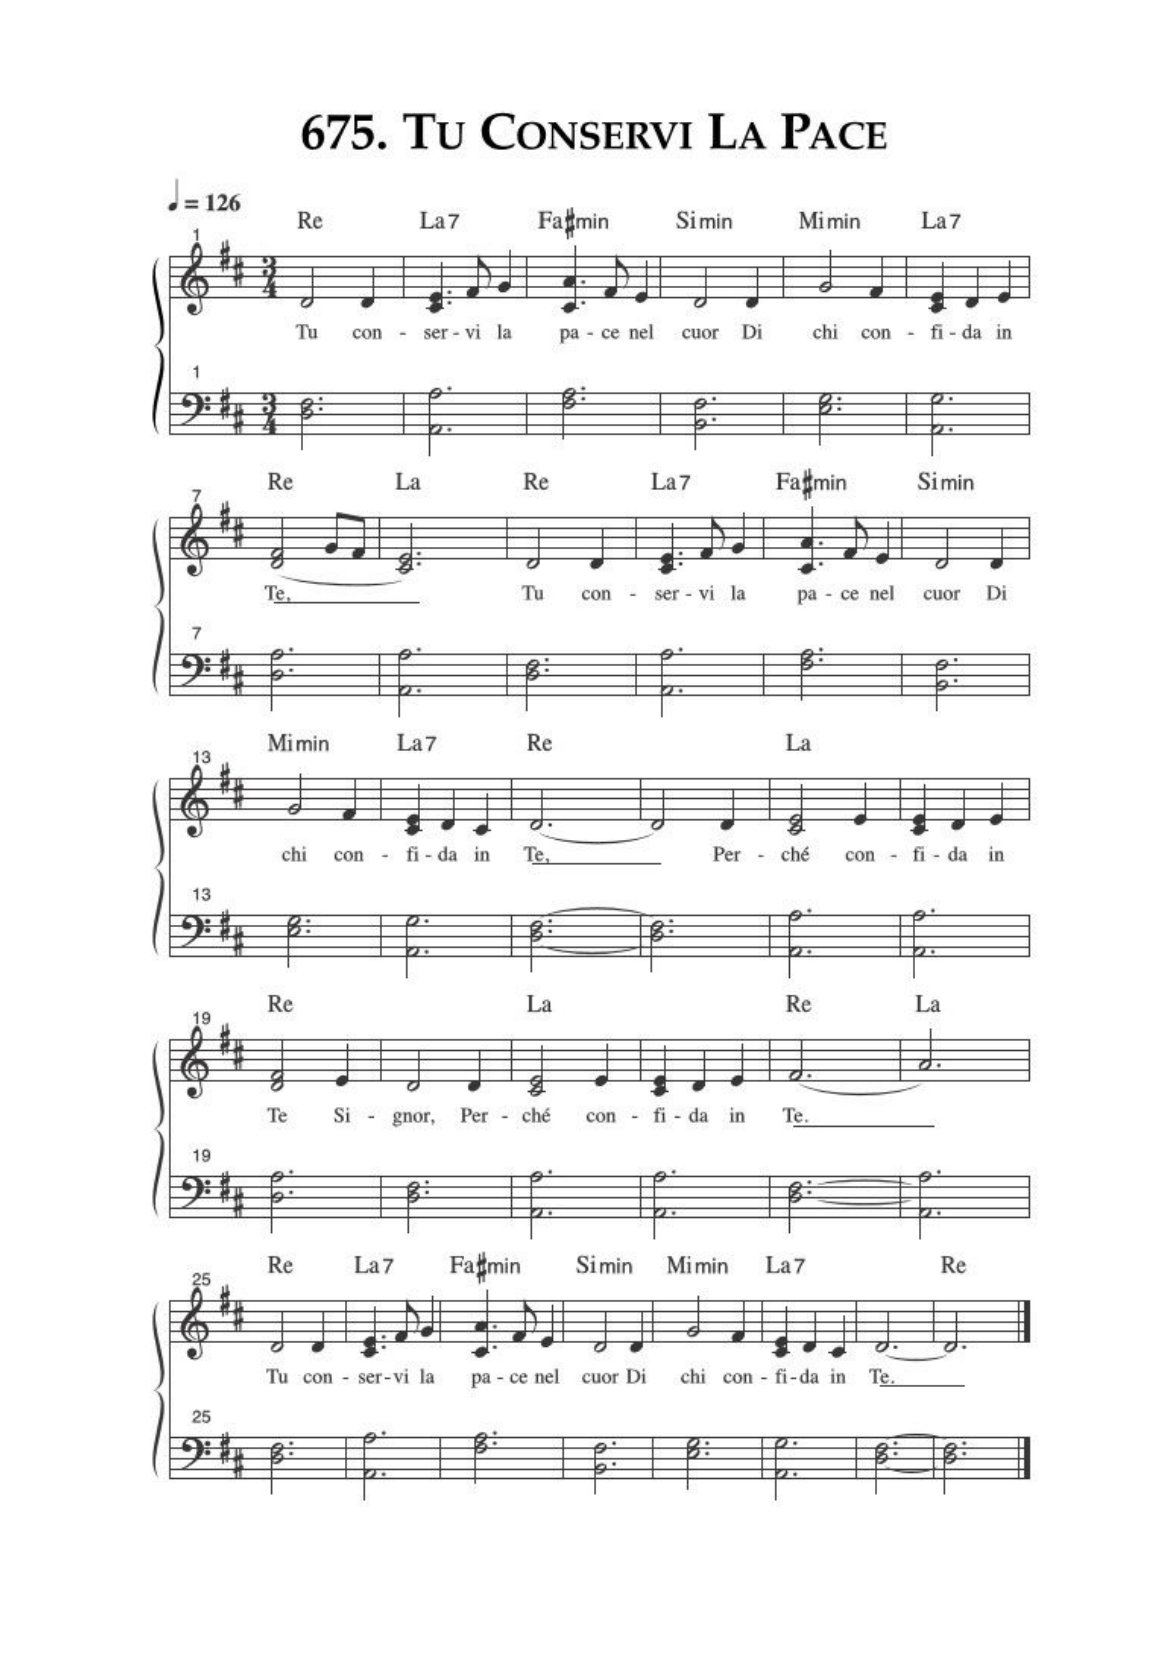 675. Tu Conservi La Pace
♩ = 126
Re La7 Fa#min Simin Mimin La7
1
3 4
Tu con - ser - vi la pa - ce nel cuor Di chi con - fi - da in
1
3 4
Re La Re La7 Fa#min Simin
7
Te, Tu con - ser - vi la pa - ce nel cuor Di
7
Mimin La7 Re La
13
chi con - fi - da in Te, Per - ché con - fi - da in
13
Re La Re La
19
Te Si - gnor, Per - ché con - fi - da in Te.
19
Re La7 Fa#min Simin Mimin La7 Re
25
Tu con - ser - vi la pa - ce nel cuor Di chi con - fi - da in Te.
25